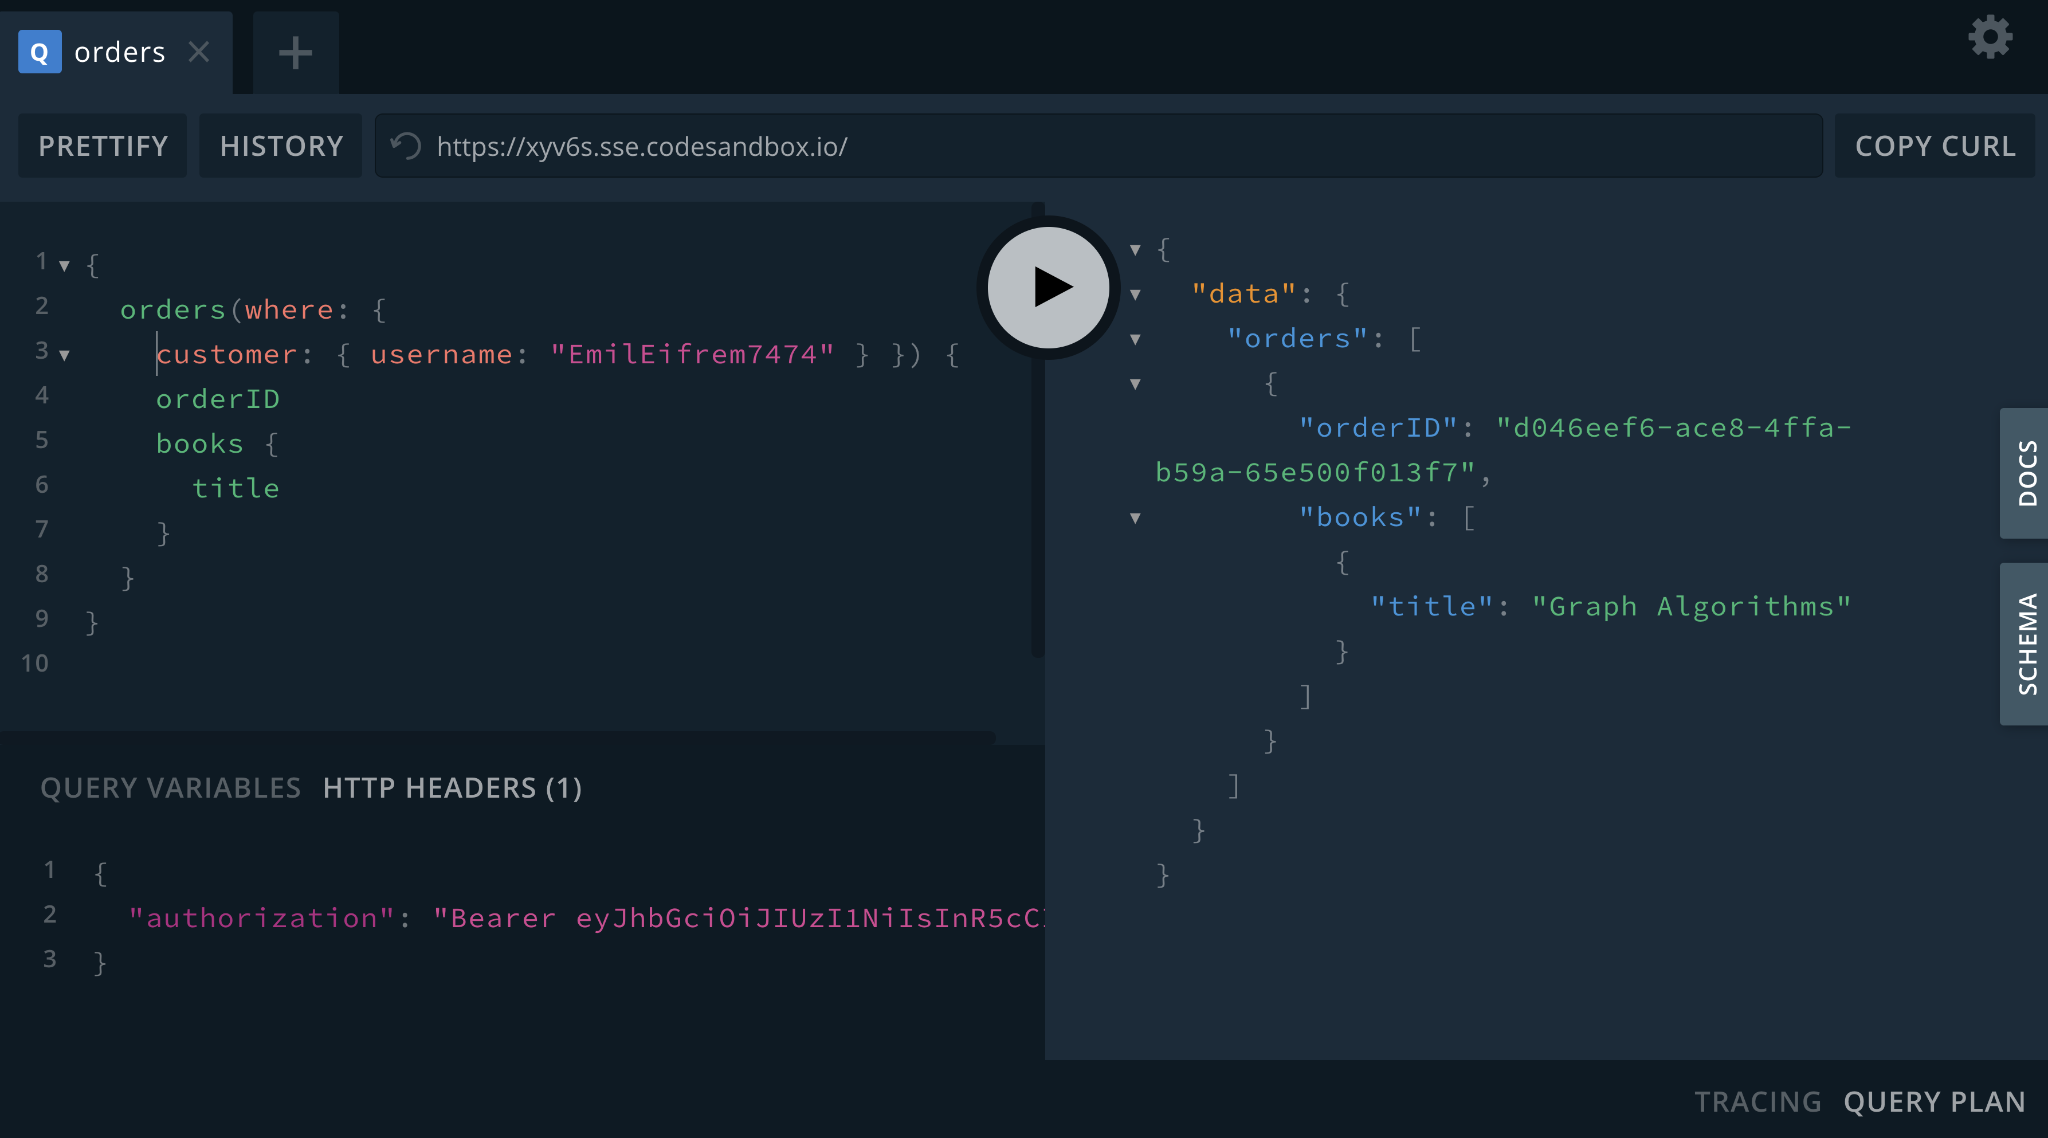 Q orders
PRETTIFY HISTORY https://xyv6s.sse.codesandbox.io/ COPY CURL
1 {
2 orders(where: {
3 customer: { username: "EmilEifrem7474" } }) {
4 orderID
5 books {
6 title
7 }
8 }
9 }
10
QUERY VARIABLES HTTP HEADERS (1)
1 {
2 "authorization": "Bearer eyJhbGciOiJIUzI1NiIsInR5cC
3 }
{
"data": {
"orders": [
{
"orderID": "d046eef6-ace8-4ffa-
b59a-65e500f013f7",
"books": [
{
"title": "Graph Algorithms"
}
]
}
]
}
}
DOCS
SCHEMA
TRACING QUERY PLAN